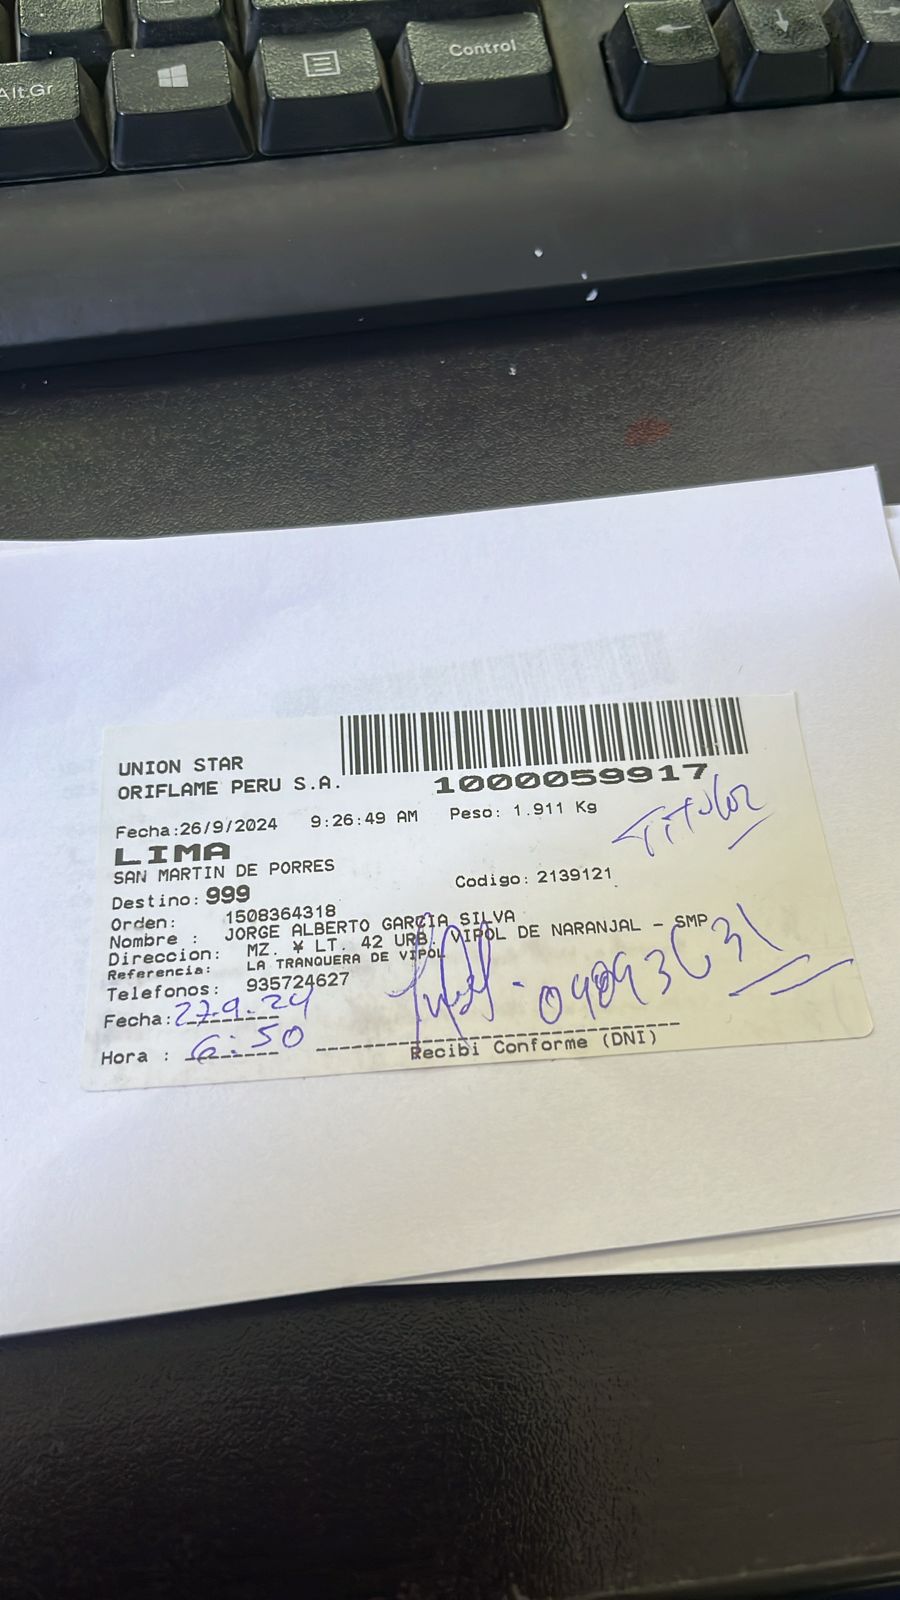 Alt Gr
Control
UNION STAR
ORIFLAME PERU S.A.
1000059917
Fecha:26/9/2024 9:26:49 AM Peso: 1.911 Kg
Titular
LIMA
SAN MARTIN DE PORRES
Destino: 999 Codigo: 2139121
Orden: 1508364318
Nombre : JORGE ALBERTO GARCIA SILVA
Direccion: MZ. ¥ LT. 42 URB. VIPOL DE NARANJAL - SMP
Referencia: LA TRANQUERA DE VIPOL
Telefonos: 935724627
Fecha: 27.9.24
Hora : 6:50
Recibi Conforme (DNI)